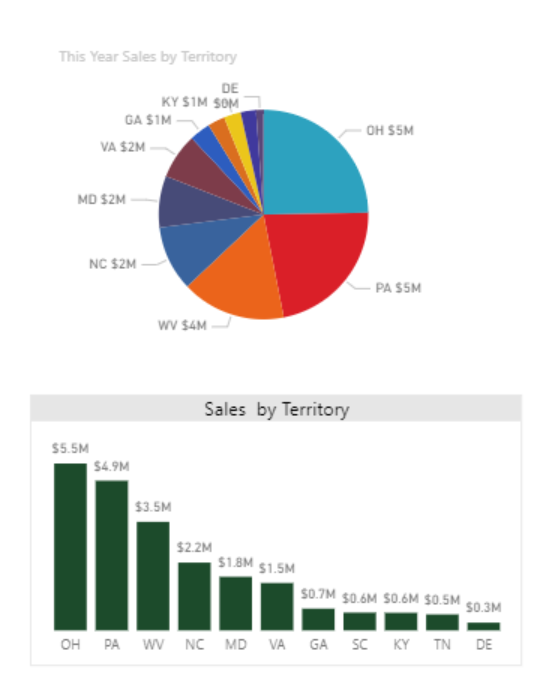 This Year Sales by Territory
DE
KY $1M $0M
GA $1M
OH $5M
VA $2M
MD $2M
NC $2M
PA $5M
WV $4M
Sales by Territory
$5.5M
$4.9M
$3.5M
$2.2M
$1.8M
$1.5M
$0.7M
$0.6M
$0.6M
$0.5M
$0.3M
OH PA WV NC MD VA GA SC KY TN DE